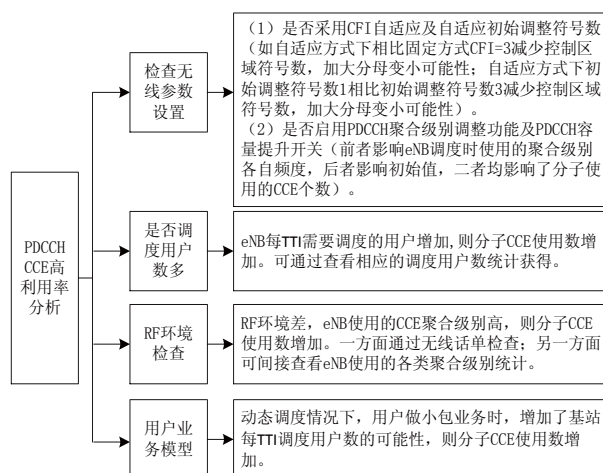 PDCCH
CCE高
利用率
分析
检查无
线参数
设置
(1)是否采用CFI自适应及自适应初始调整符号数
(如自适应方式下相比固定方式CFI=3减少控制区
域符号数，加大分母变小可能性；自适应方式下初
始调整符号数1相比初始调整符号数3减少控制区域
符号数，加大分母变小可能性)。
(2)是否启用PDCCH聚合级别调整功能及PDCCH容
量提升开关（前者影响eNB调度时使用的聚合级别
各自频度，后者影响初始值，二者均影响了分子使
用的CCE个数）。
是否调
度用户
数多
eNB每TTI需要调度的用户增加,则分子CCE使用数增
加。可通过查看相应的调度用户数统计获得。
RF环境
检查
RF环境差，eNB使用的CCE聚合级别高，则分子CCE
使用数增加。一方面通过无线话单检查；另一方面
可间接查看eNB使用的各类聚合级别统计。
用户业
务模型
动态调度情况下，用户做小包业务时，增加了基站
每TTI调度用户数的可能性，则分子CCE使用数增
加。